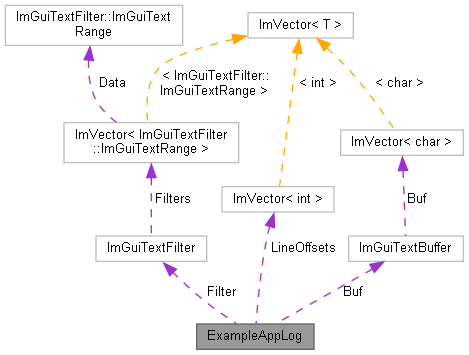 ImGuiTextFilter::ImGuiText
Range
ImVector< T >
< ImGuiTextFilter::
ImGuiTextRange >
Data
< int >
< char >
ImVector< ImGuiTextFilter
::ImGuiTextRange >
ImVector< char >
Filters
ImVector< int >
Buf
ImGuiTextFilter
LineOffsets
ImGuiTextBuffer
Filter
Buf
ExampleAppLog